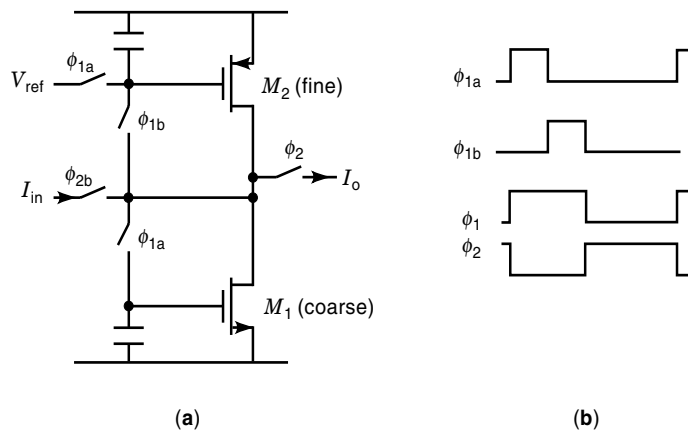 ϕ1a
Vref
M2 (fine)
ϕ1b
ϕ2
ϕ2b
Iin
Io
ϕ1a
M1 (coarse)
(a)
ϕ1a
ϕ1b
ϕ1
ϕ2
(b)